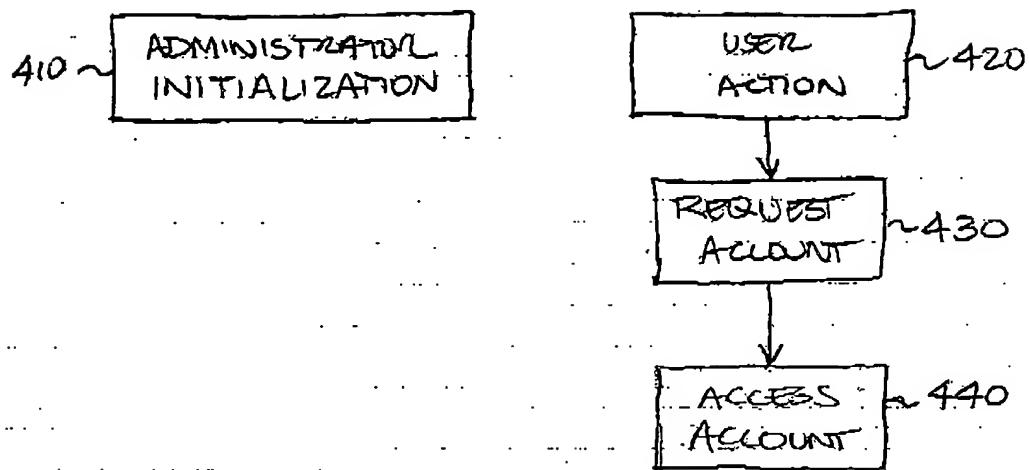 410
ADMINISTRATOR
INITIALIZATION
USER
ACTION
420
REQUEST
ACCOUNT
430
ACCESS
ACCOUNT
440